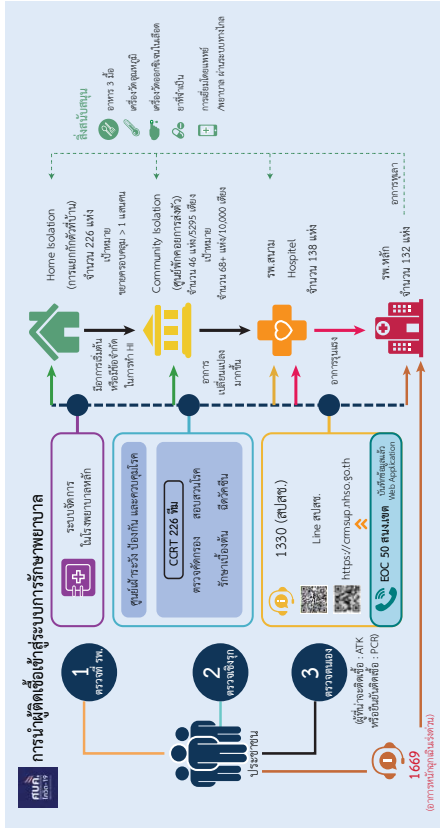 ศบค.
โควิด-19
การนำผู้ติดเชื้อเข้าสู่ระบบการรักษาพยาบาล
ประชาชน
1
ตรวจที่ รพ.
2
ตรวจเชิงรุก
3
ตรวจตนเอง
(ผู้ที่น่าจะติดเชื้อ : ATK
หรือยืนยันติดเชื้อ : PCR)
1669
(อาการหนักฉุกเฉินเร่งด่วน)
ระบบจัดการ
ในโรงพยาบาลหลัก
ศูนย์เฝ้าระวัง ป้องกัน และควบคุมโรค
CCRT 226 ทีม
ตรวจคัดกรอง สอบสวนโรค
รักษาเบื้องต้น ฉีดวัคซีน
1330 (สปสช.)
Line สปสช.
https://crmsup.nhso.go.th
EOC 50 สนง.เขต
บันทึกข้อมูลแล้ว
Web Application
มีอาการเริ่มต้น
หรือมีข้อจำกัด
ในการทำ HI
อาการ
เปลี่ยนแปลง
มากขึ้น
อาการรุนแรง
Home Isolation
(การแยกกักตัวที่บ้าน)
จำนวน 226 แห่ง
เป้าหมาย
ขยายครอบคลุม > 1 แสนคน
Community Isolation
(ศูนย์พักคอยการส่งตัว)
จำนวน 46 แห่ง/5295 เตียง
เป้าหมาย
จำนวน 68+ แห่ง/10,000 เตียง
รพ.สนาม
Hospitel
จำนวน 138 แห่ง
รพ.หลัก
จำนวน 132 แห่ง
อาการทุเลา
สิ่งสนับสนุน
อาหาร 3 มื้อ
เครื่องวัดอุณหภูมิ
เครื่องวัดออกซิเจนในเลือด
ยาที่จำเป็น
การเยี่ยมโดยแพทย์
/พยาบาล ผ่านระบบทางไกล